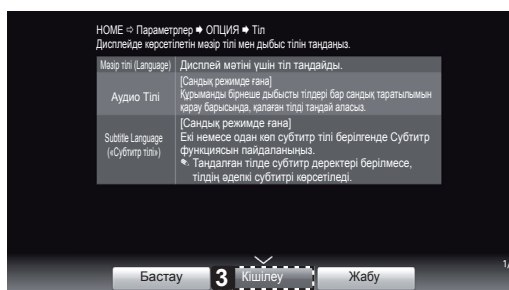 HOME ⇨ Параметрлер ➧ ОПЦИЯ ➧ Тіл
Дисплейде көрсетілетін мәзір тілі мен дыбыс тілін таңдаңыз.
Мәзір тілі (Language) Дисплей мәтіні үшін тіл таңдайды.
Аудио Тілі
[Сандық режимде ғана]
Құрыманды бірнеше дыбысты тілдері бар сандық таратылымын
қарау барысында, қалаған тілді таңдай аласыз.
Subtitle Language
(«Субтитр тілі»)
[Сандық режимде ғана]
Екі немесе одан көп субтитр тілі берілгенде Субтитр
функциясын пайдаланыңыз.
✎ Таңдалған тілде субтитр деректері берілмесе,
тілдің әдепкі субтитрі көрсетіледі.
1/
Бастау 3 Кішілеу Жабу